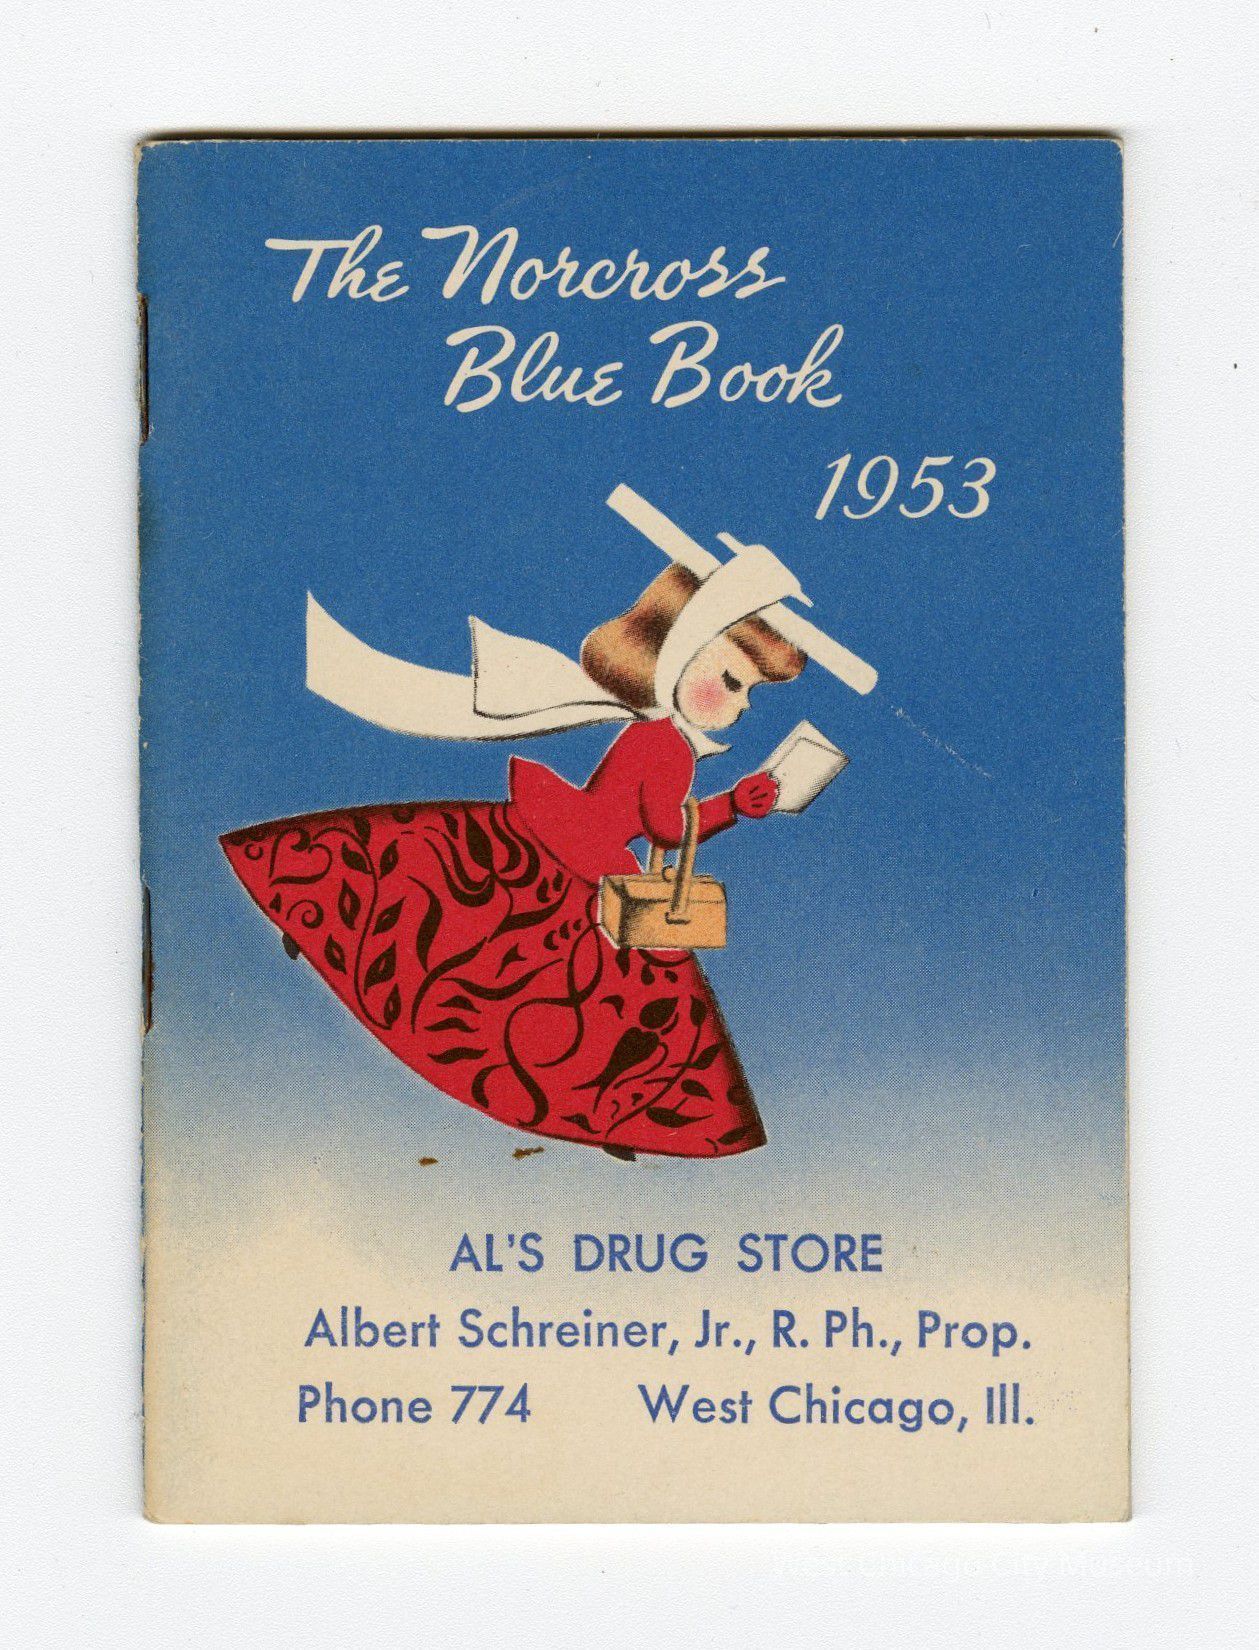 The Norcross
Blue Book
1953
AL'S DRUG STORE
Albert Schreiner, Jr., R. Ph., Prop.
Phone 774 West Chicago, Ill.